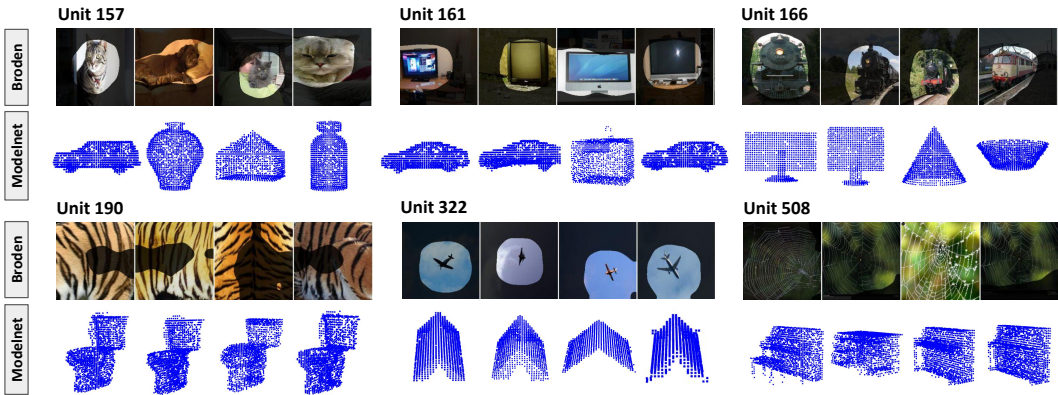 Unit 157
Unit 161
Unit 166
Broden
Modelnet
Unit 190
Unit 322
Unit 508
Broden
Modelnet